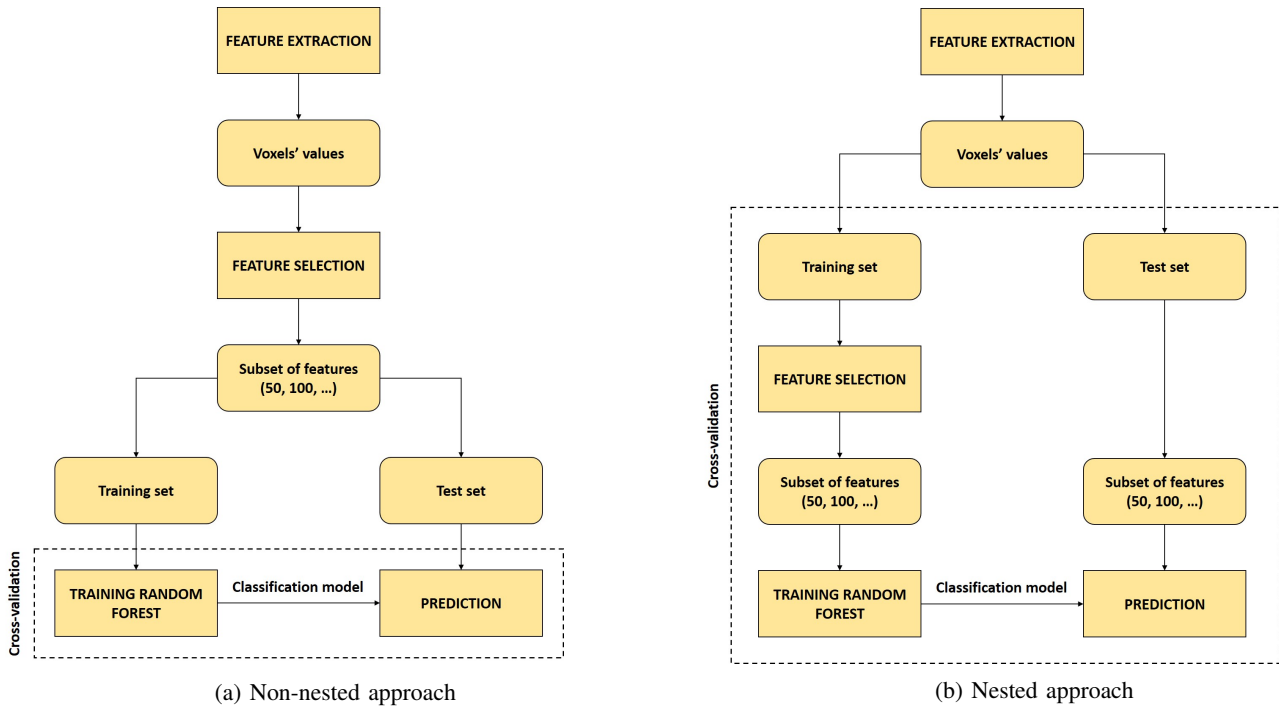 FEATURE EXTRACTION
Voxels' values
FEATURE SELECTION
Subset of features
(50, 100, ...)
Training set
Test set
Cross-validation
TRAINING RANDOM
FOREST
Classification model
PREDICTION
(a) Non-nested approach
FEATURE EXTRACTION
Voxels' values
Training set
Test set
FEATURE SELECTION
Cross-validation
Subset of features
(50, 100, ...)
Subset of features
(50, 100, ...)
TRAINING RANDOM
FOREST
Classification model
PREDICTION
(b) Nested approach